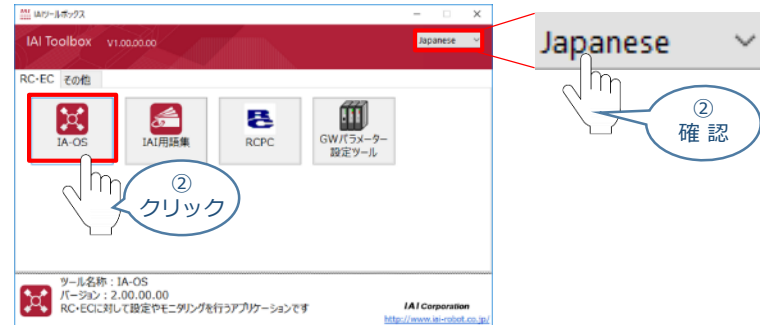 IAIツールボックス
IAI Toolbox V1.00.00.00
Japanese
Japanese
②
確 認
RC・EC その他
IA-OS
IAI用語集
RCPC
GWパラメーター
設定ツール
②
クリック
ツール名称：IA-OS
バージョン：2.00.00.00
RC・ECに対して設定やモニタリングを行うアプリケーションです
IAI Corporation
http://www.iai-robot.co.jp/